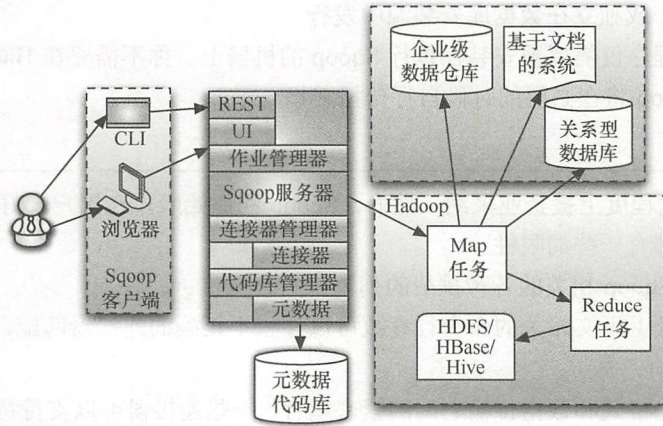 企业级
数据仓库
基于文档
的系统
关系型
数据库
CLI
浏览器
Sqoop
客户端
REST
UI
作业管理器
Sqoop服务器
连接器管理器
连接器
代码库管理器
元数据
元数据
代码库
Hadoop
Map
任务
Reduce
任务
HDFS/
HBase/
Hive